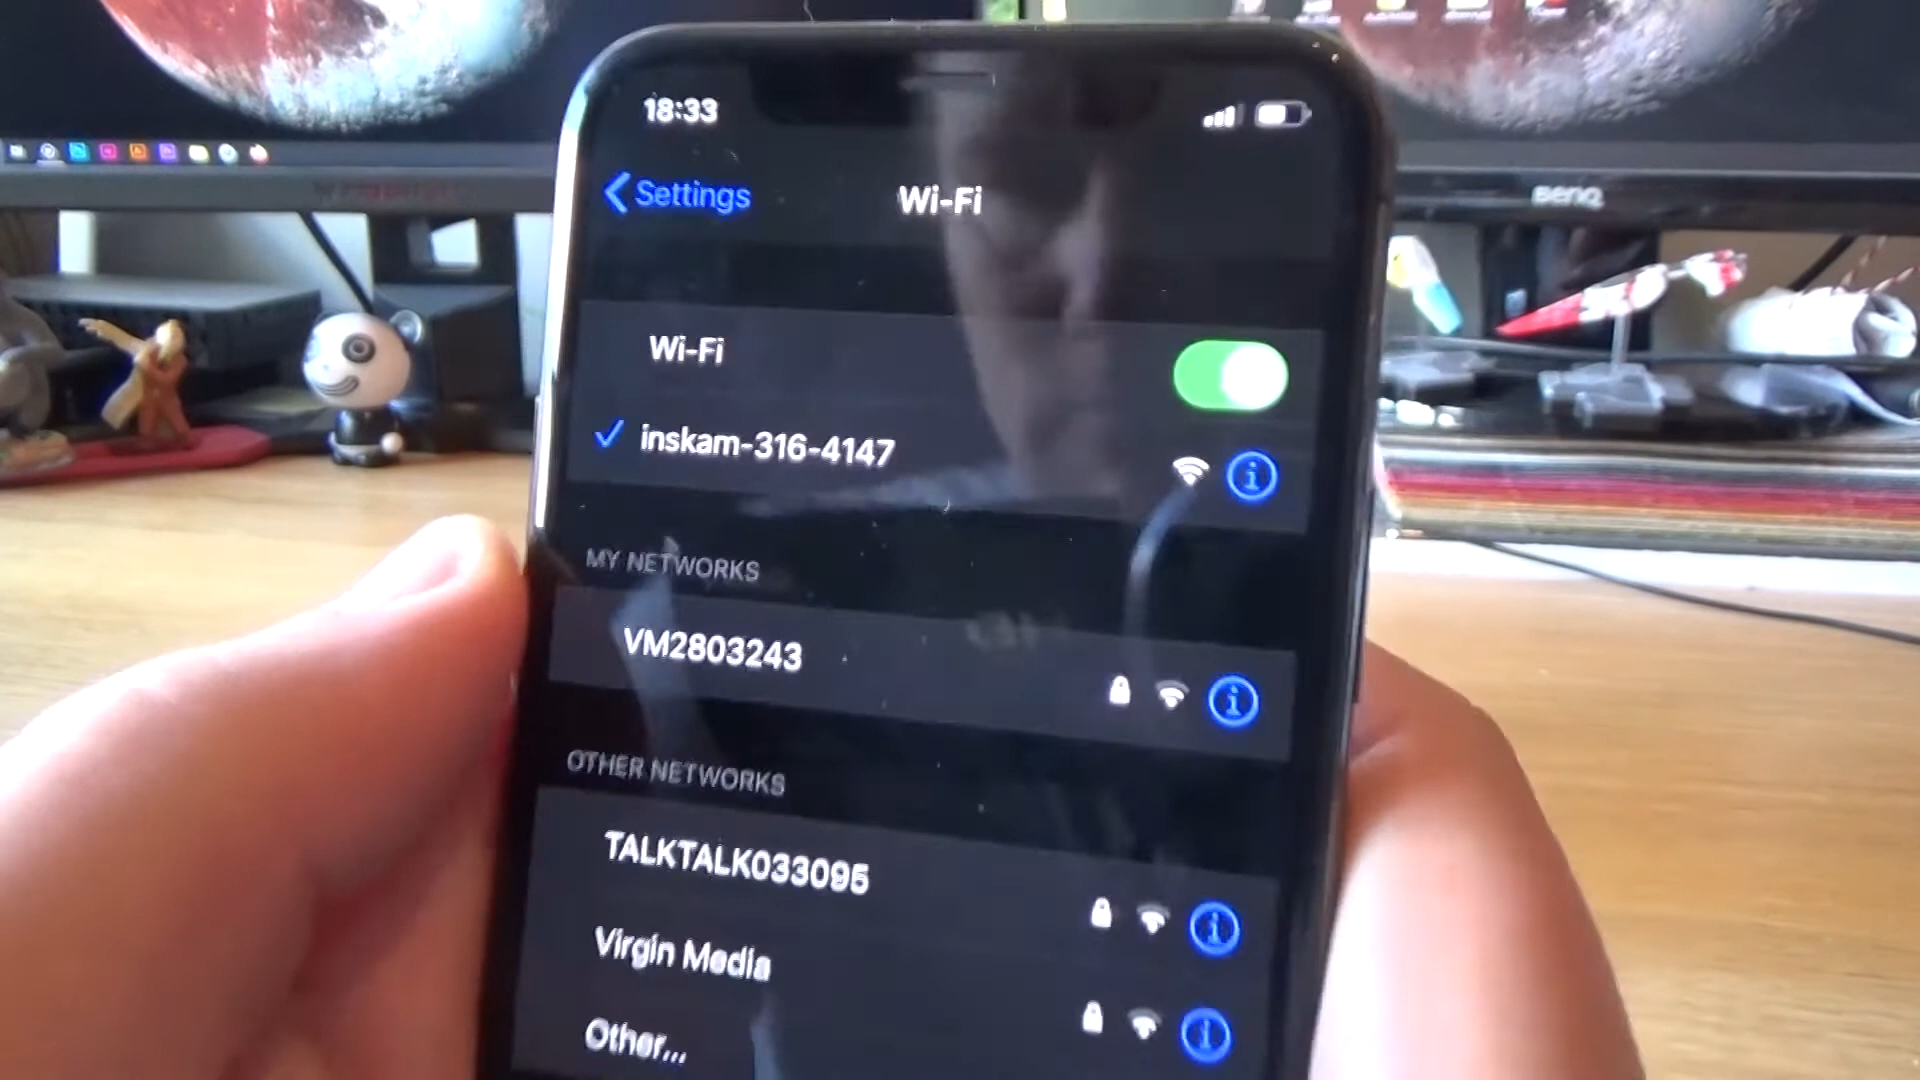 18:33
Settings
Wi-Fi
Wi-Fi
inskam-316-4147
MY NETWORKS
VM2803243
OTHER NETWORKS
TALKTALK033095
Virgin Media
Other...
BenQ